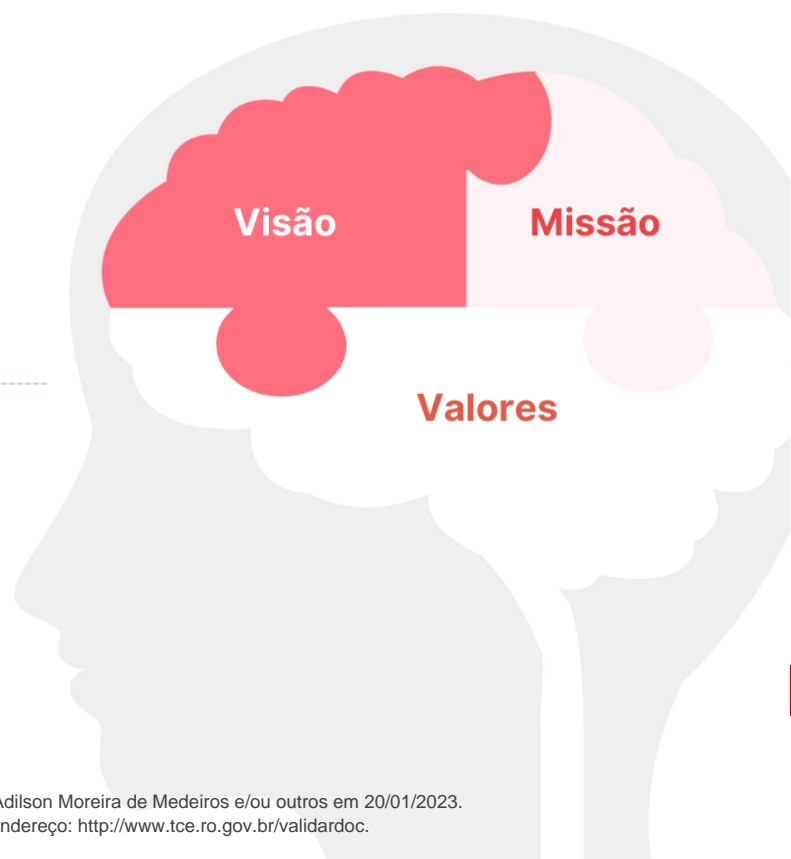 Visão
Missão
Valores
Adilson Moreira de Medeiros e/ou outros em 20/01/2023.
ndereço: http://www.tce.ro.gov.br/validardoc.